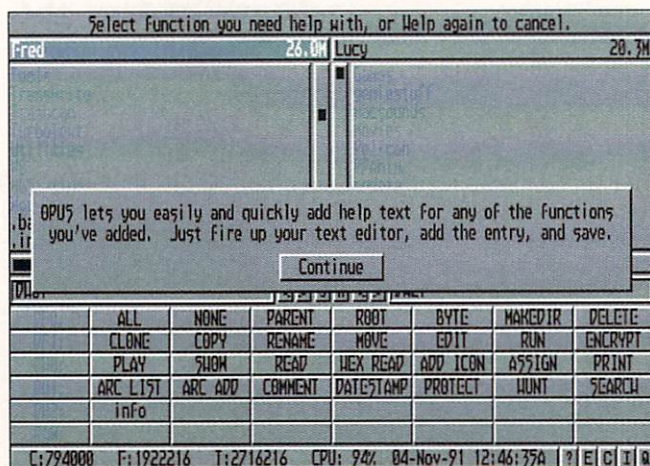 Select function you need help with, or Help again to cancel.
Fred 26.0M Lucy 20.3M
OPUS lets you easily and quickly add help text for any of the functions
you've added. Just fire up your text editor, add the entry, and save.
Continue
ALL NONE PARENT ROOT BYTE MAKEDIR DELETE
CLONE COPY RENAME MOVE EDIT RUN ENCRYPT
PLAY SHOW READ HEX READ ADD ICON ASSIGN PRINT
ARC LIST ARC ADD COMMENT DATESTAMP PROTECT HUNT SEARCH
info
C:794000 F:1922216 T:2716216 CPU: 94% 04-Nov-91 12:46:35A ? E C I Q